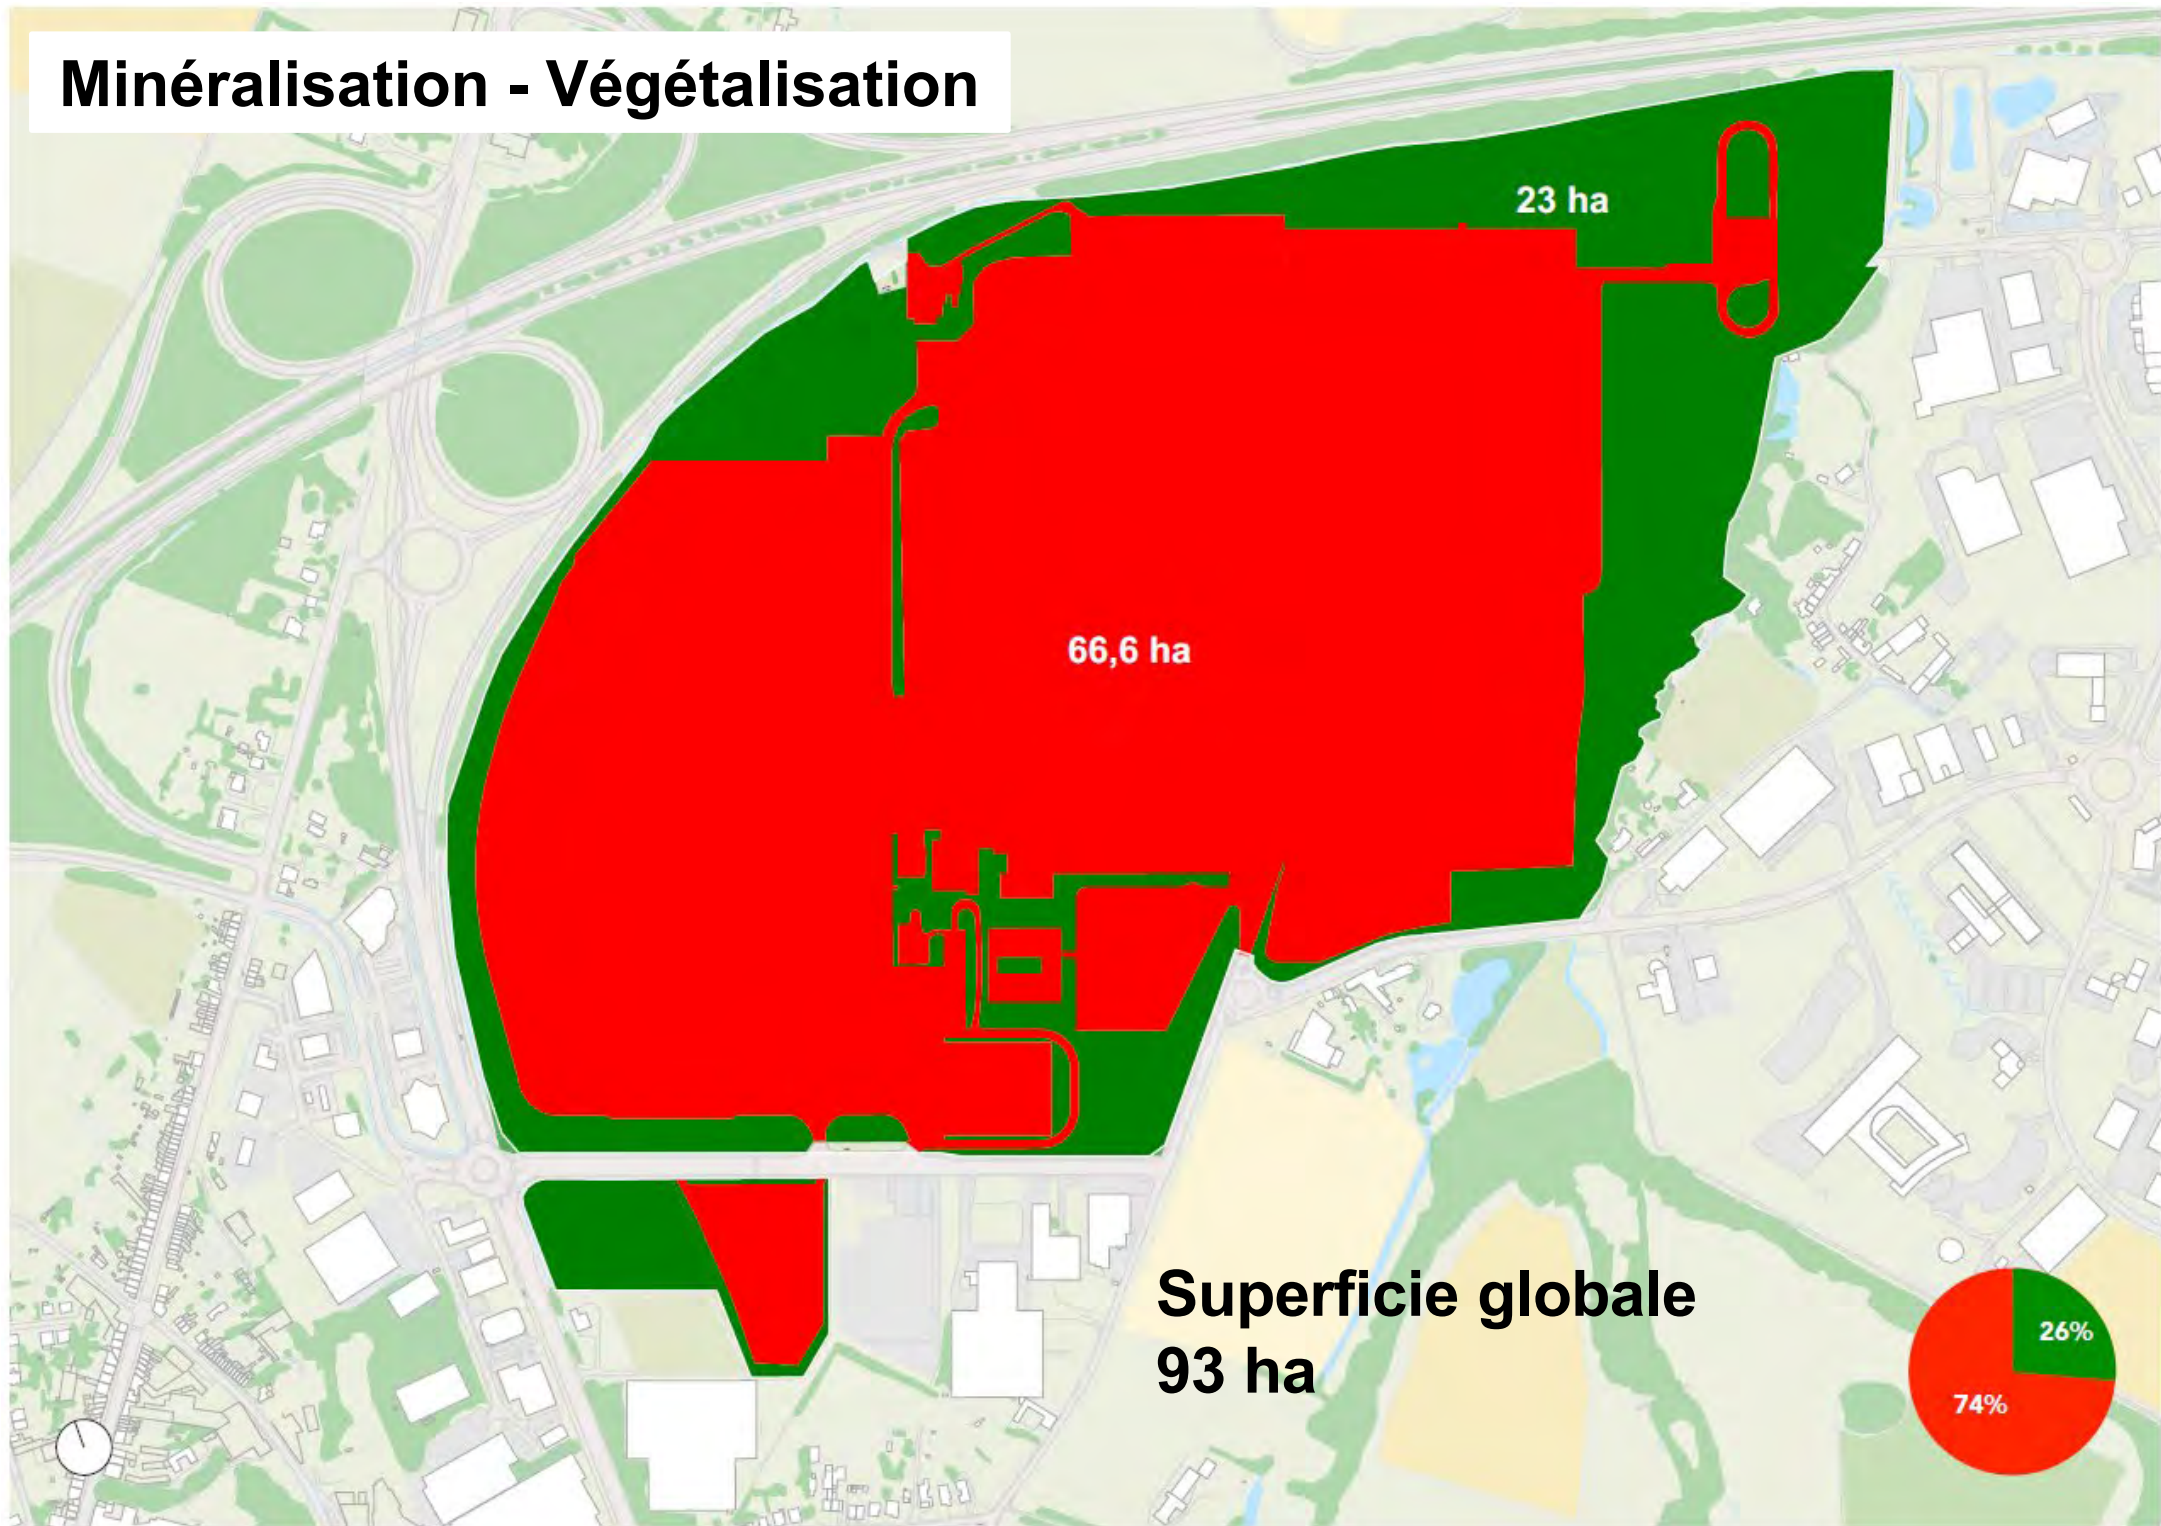 Minéralisation - Végétalisation
23 ha
66,6 ha
Superficie globale
93 ha
26%
74%